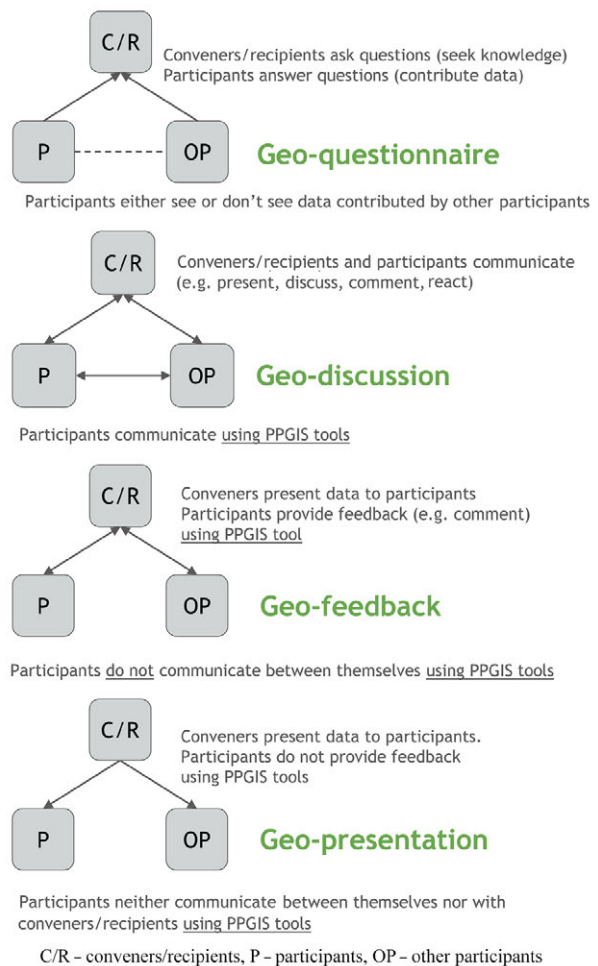 C/R
Conveners/recipients ask questions (seek knowledge)
Participants answer questions (contribute data)
P
OP
Geo-questionnaire
Participants either see or don't see data contributed by other participants
C/R
Conveners/recipients and participants communicate
(e.g. present, discuss, comment, react)
P
OP
Geo-discussion
Participants communicate using PPGIS tools
C/R
Conveners present data to participants
Participants provide feedback (e.g. comment)
using PPGIS tool
P
OP
Geo-feedback
Participants do not communicate between themselves using PPGIS tools
C/R
Conveners present data to participants.
Participants do not provide feedback
using PPGIS tools
P
OP
Geo-presentation
Participants neither communicate between themselves nor with
conveners/recipients using PPGIS tools
C/R – conveners/recipients, P – participants, OP – other participants